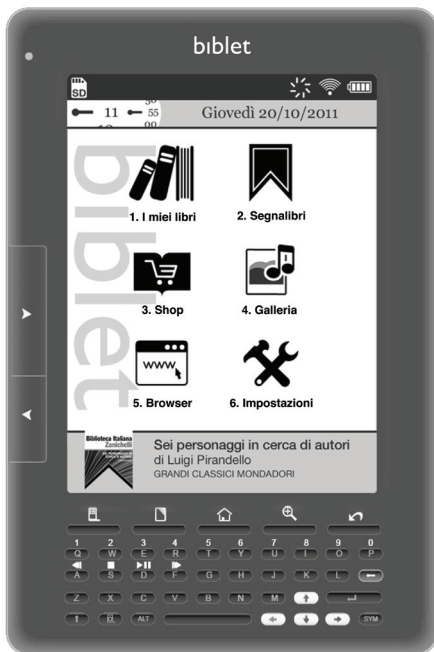 biblet
SD
50
11 55
00
Giovedì 20/10/2011
biblet
1. I miei libri
2. Segnalibri
3. Shop
4. Galleria
www
5. Browser
6. Impostazioni
Biblioteca Italiana
Zanichelli
Sei personaggi in cerca di autori
di Luigi Pirandello
GRANDI CLASSICI MONDADORI
1 2 3 4 5 6 7 8 9 0
Q W E R T Y U I O P
A S D F G H J K L
Z X C V B N M
ALT SYM